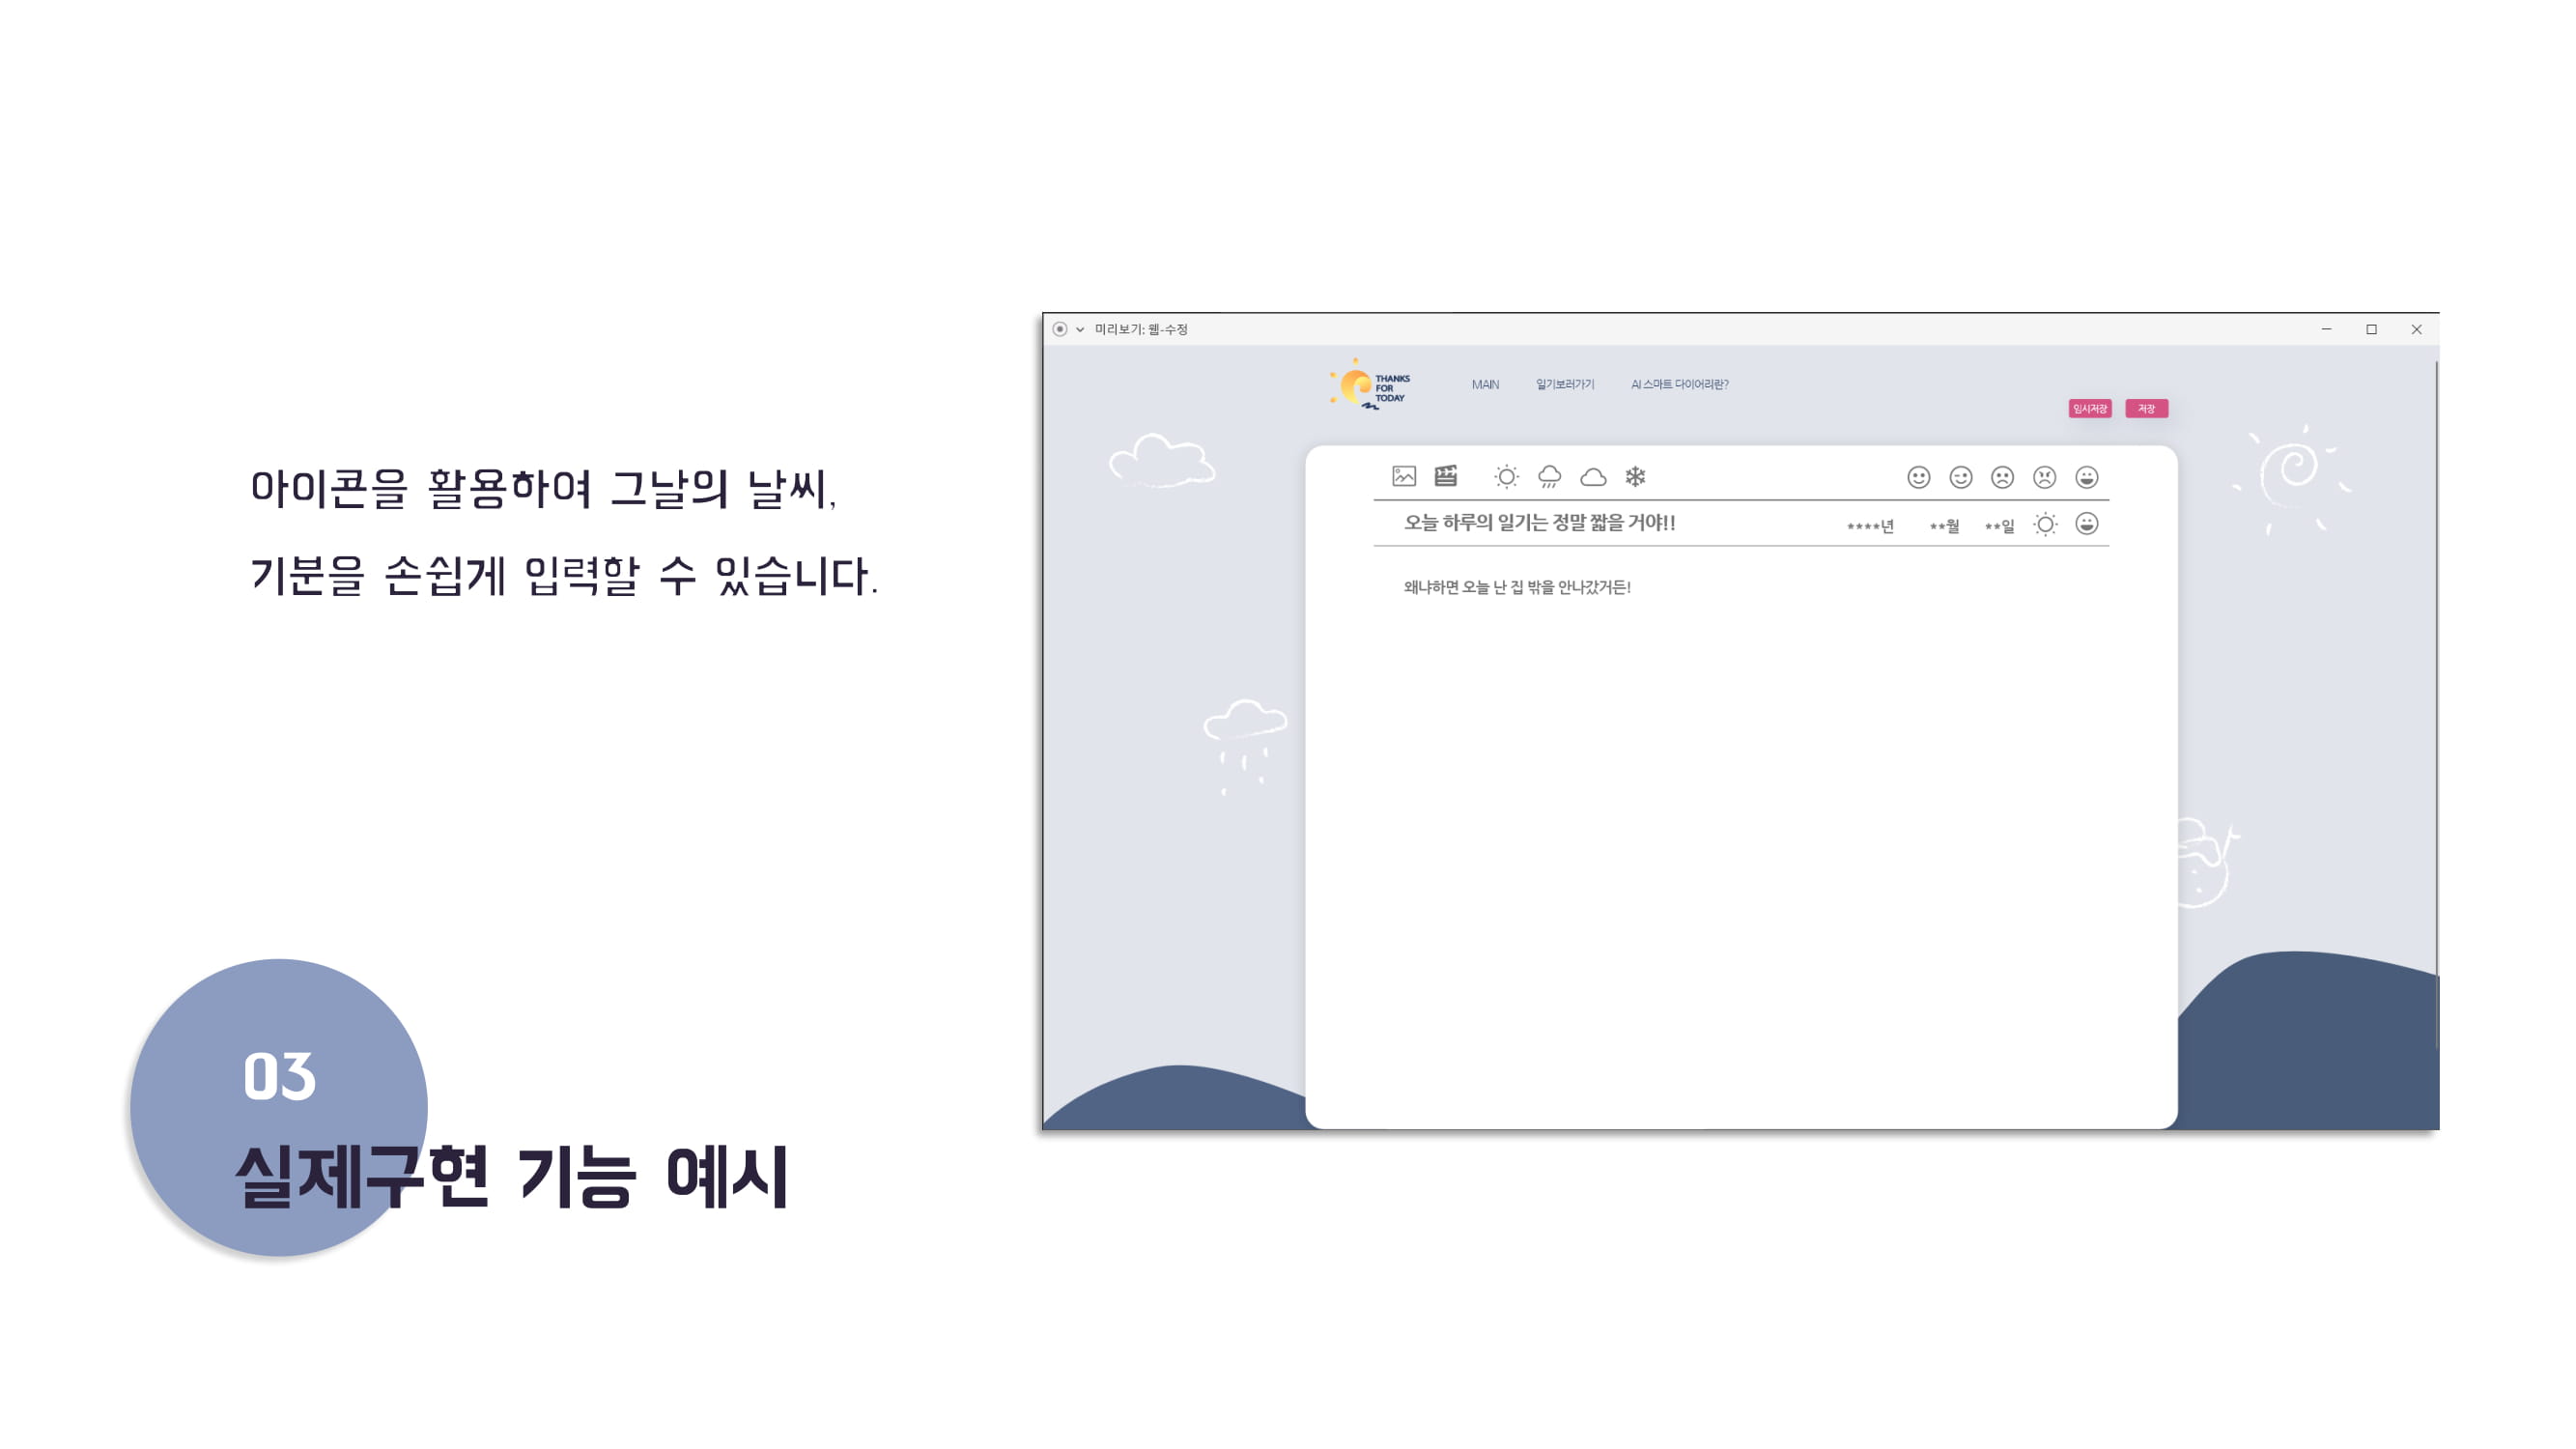 아이콘을 활용하여 그날의 날씨,
기분을 손쉽게 입력할 수 있습니다.
03
실제구현 기능 예시
미리보기: 웹-수정
THANKS
FOR
TODAY
MAIN 일기보러가기 AI 스마트 다이어리란?
임시저장 저장
오늘 하루의 일기는 정말 짧을 거야!! ****년 **월 **일
왜냐하면 오늘 난 집 밖을 안나갔거든!